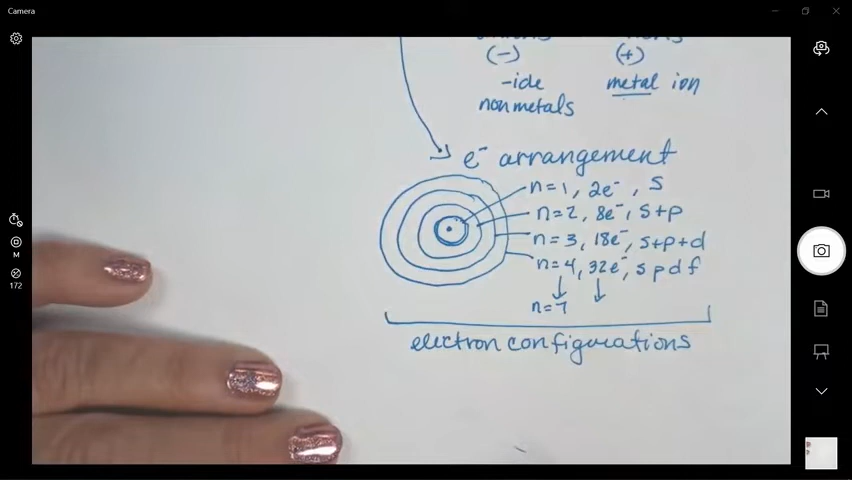 Camera
(-)
(+)
-ide
metal ion
nonmetals
e⁻ arrangement
n=1, 2e⁻, s
n=2, 8e⁻, s+p
n=3, 18e⁻, s+p+d
n=4, 32e⁻, s p d f
n=7
electron configurations
M
172